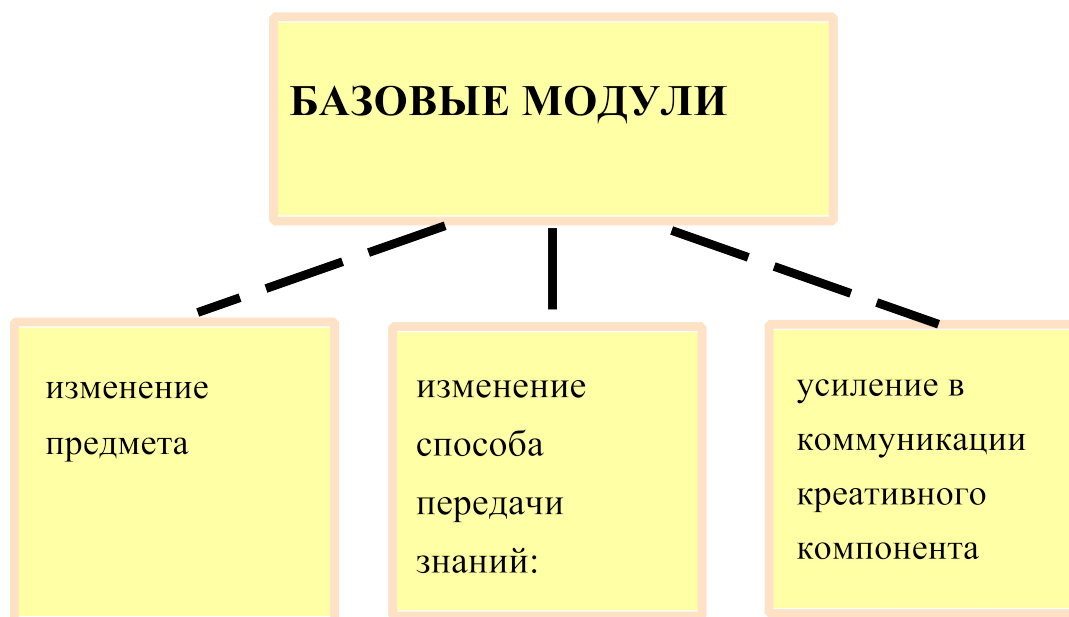 БАЗОВЫЕ МОДУЛИ
изменение
предмета
изменение
способа
передачи
знаний:
усиление в
коммуникации
креативного
компонента